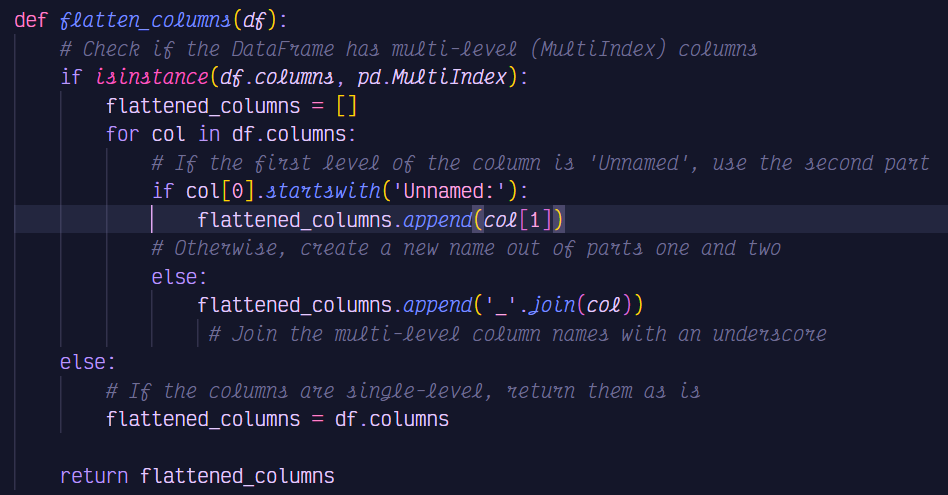 def flatten_columns(df):
    # Check if the DataFrame has multi-level (MultiIndex) columns
    if isinstance(df.columns, pd.MultiIndex):
        flattened_columns = []
        for col in df.columns:
            # If the first level of the column is 'Unnamed', use the second part
            if col[0].startswith('Unnamed:'):
                flattened_columns.append(col[1])
            # Otherwise, create a new name out of parts one and two
            else:
                flattened_columns.append('_'.join(col))
                 # Join the multi-level column names with an underscore
    else:
        # If the columns are single-level, return them as is
        flattened_columns = df.columns
    return flattened_columns